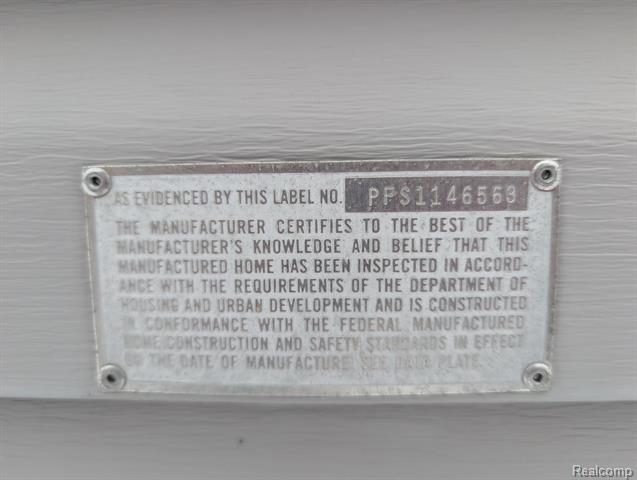 AS EVIDENCED BY THIS LABEL NO. PFS1146563
THE MANUFACTURER CERTIFIES TO THE BEST OF THE
MANUFACTURER'S KNOWLEDGE AND BELIEF THAT THIS
MANUFACTURED HOME HAS BEEN INSPECTED IN ACCORD-
ANCE WITH THE REQUIREMENTS OF THE DEPARTMENT OF
HOUSING AND URBAN DEVELOPMENT AND IS CONSTRUCTED
IN CONFORMANCE WITH THE FEDERAL MANUFACTURED
HOME CONSTRUCTION AND SAFETY STANDARDS IN EFFECT
ON THE DATE OF MANUFACTURE. SEE DATA PLATE.
Realcomp